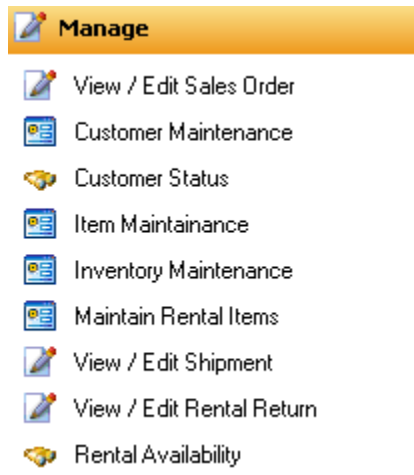 Manage
View / Edit Sales Order
Customer Maintenance
Customer Status
Item Maintainance
Inventory Maintenance
Maintain Rental Items
View / Edit Shipment
View / Edit Rental Return
Rental Availability